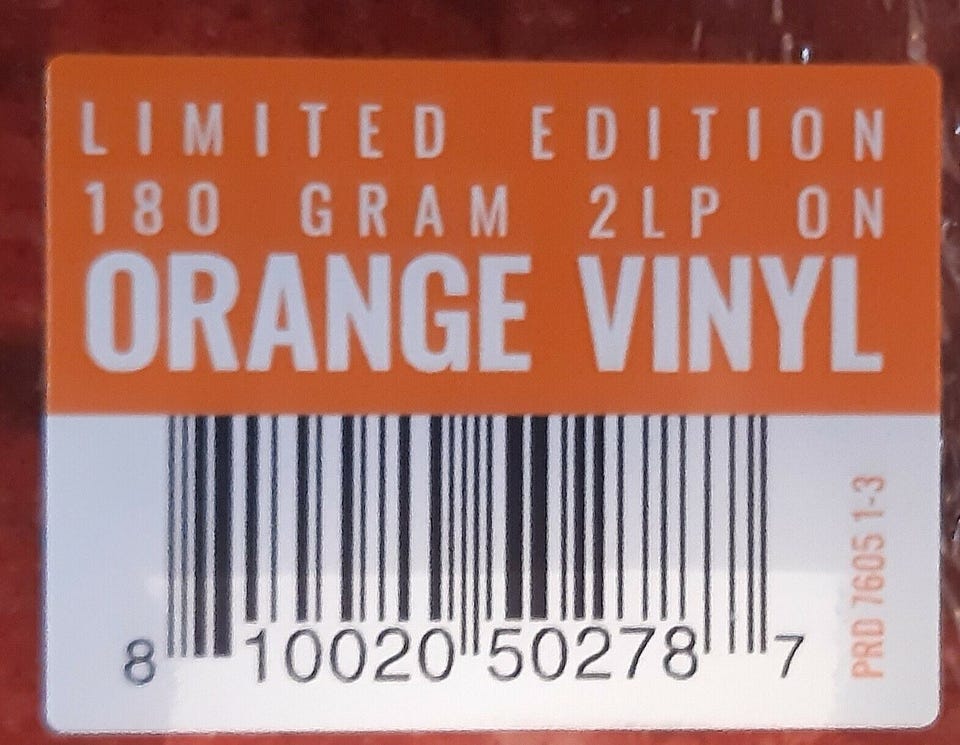 LIMITED EDITION
180 GRAM 2LP ON
ORANGE VINYL
8 10020 50278 7
PRD 7605 1-3